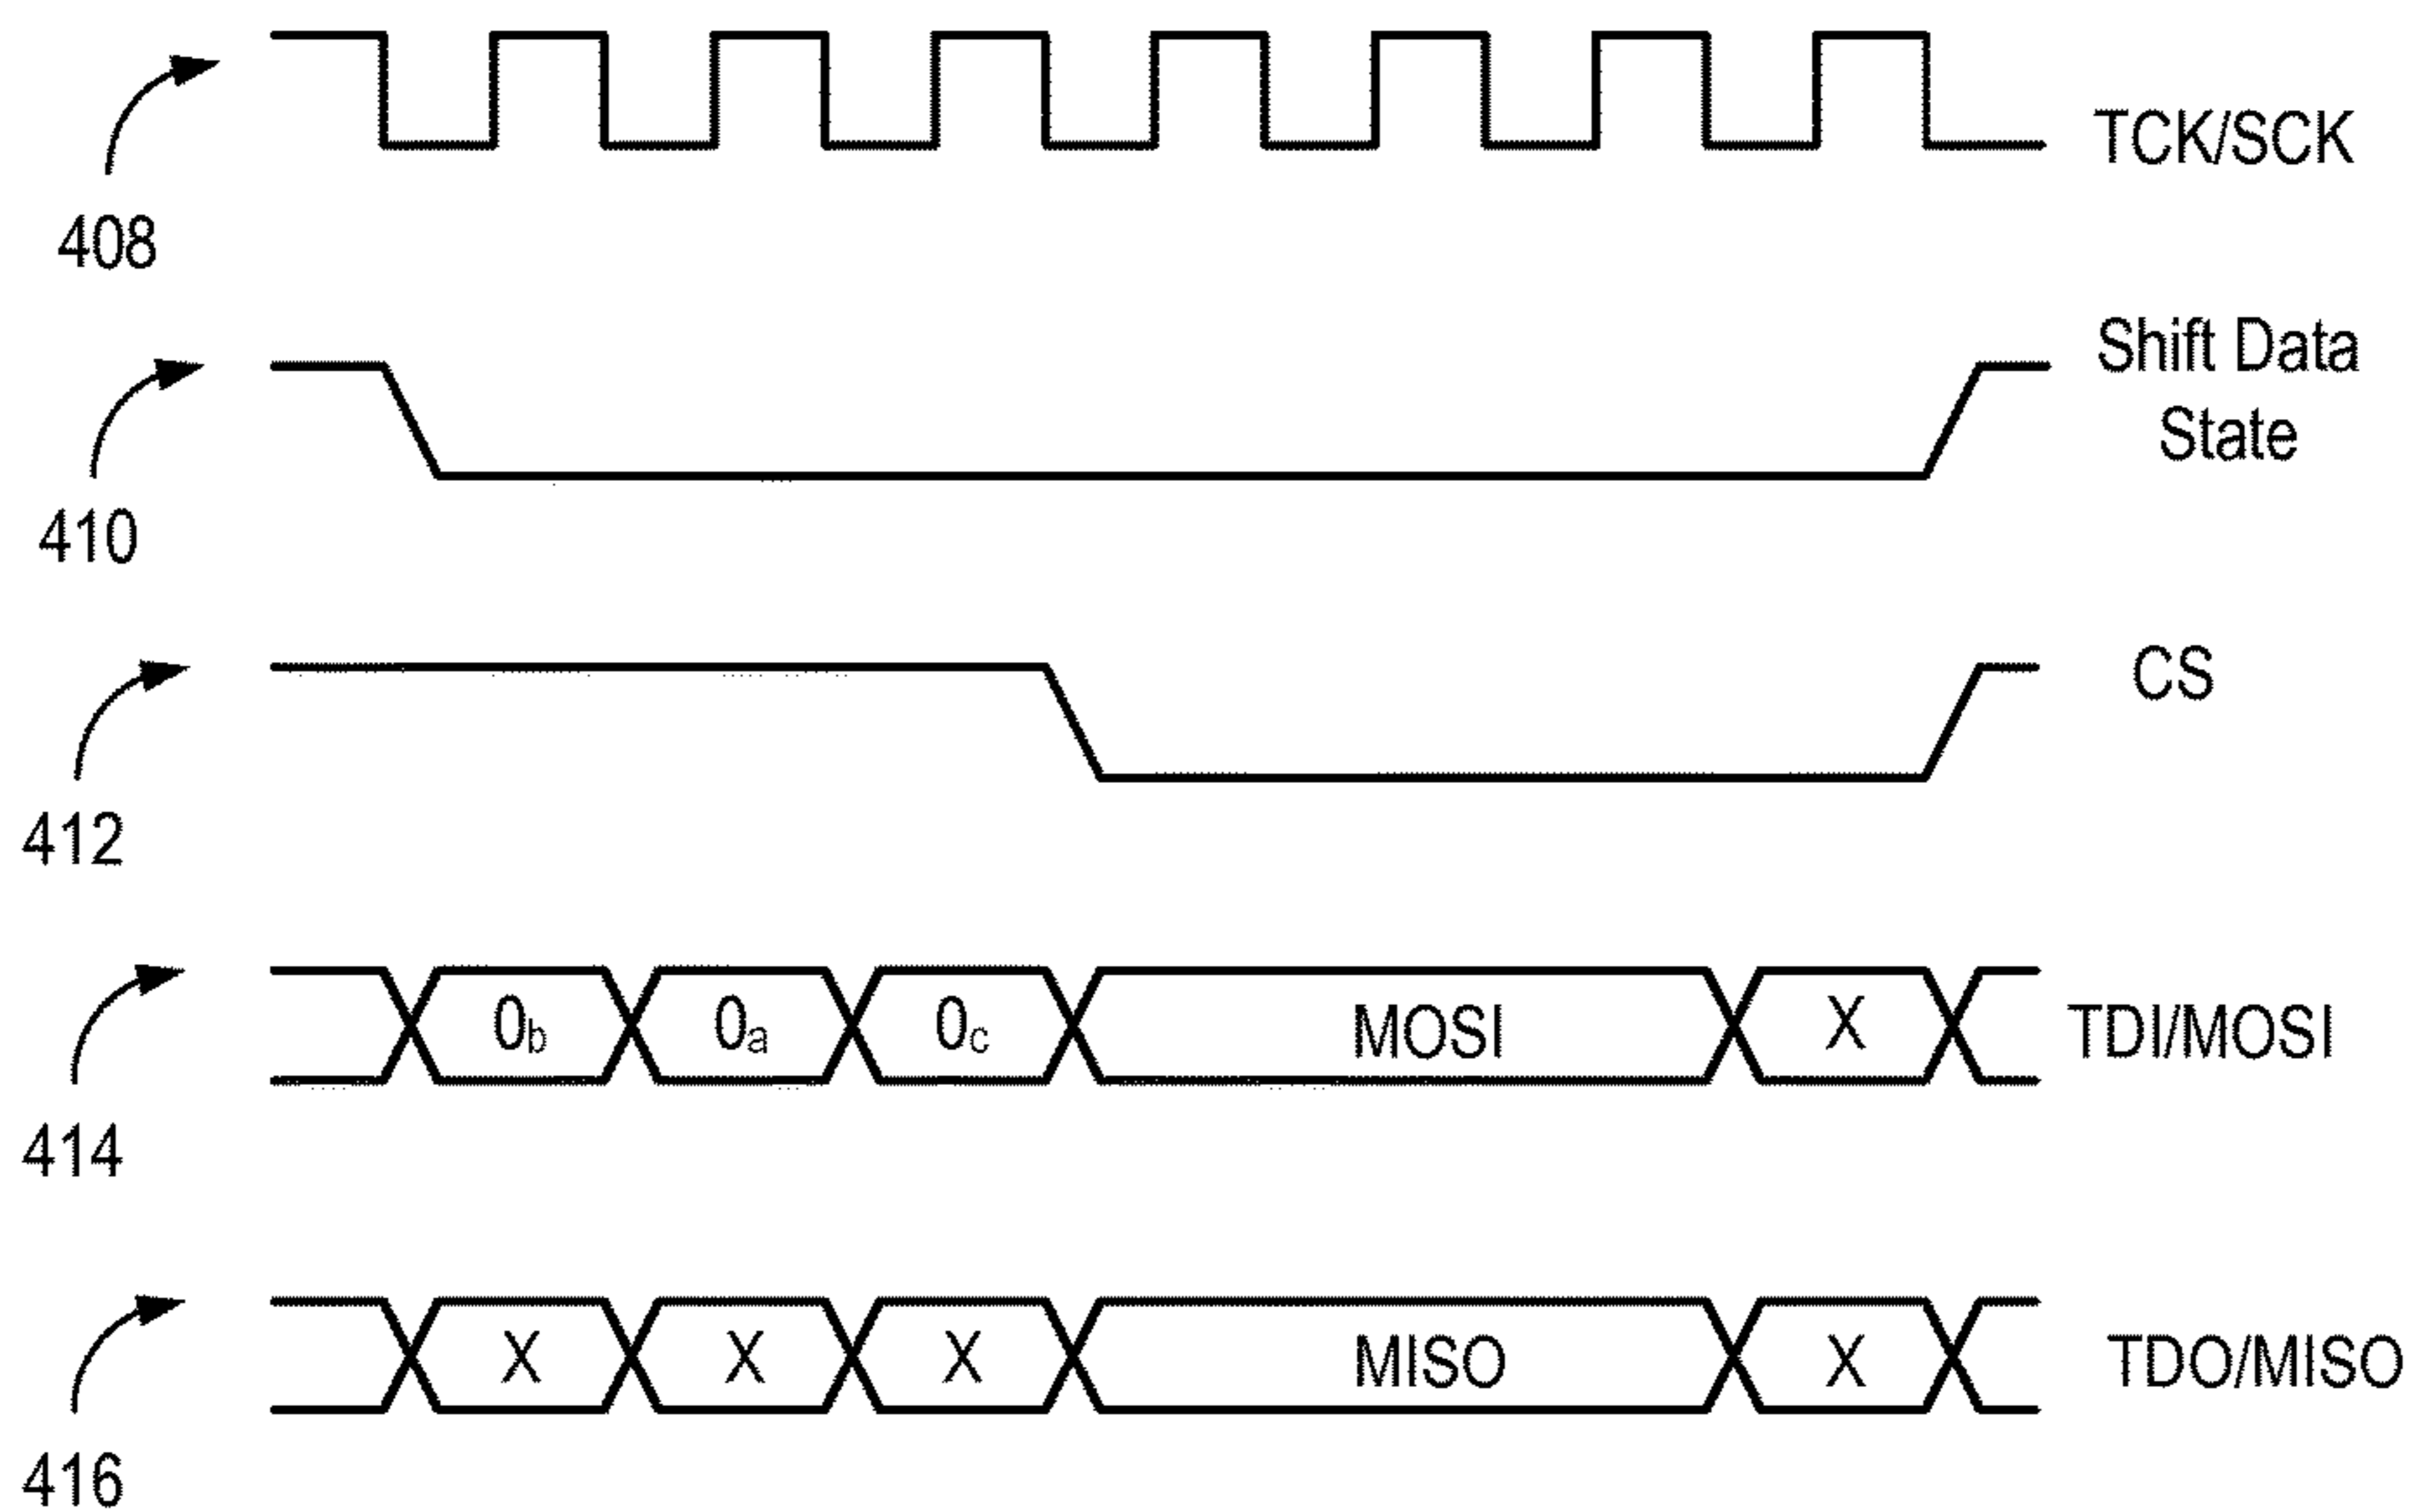 TCK/SCK
408
Shift Data
State
410
CS
412
0b 0a 0c MOSI X TDI/MOSI
414
X X X MISO X TDO/MISO
416